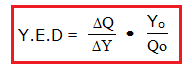 Y.E.D = ΔQ/ΔY • Yo/Qo